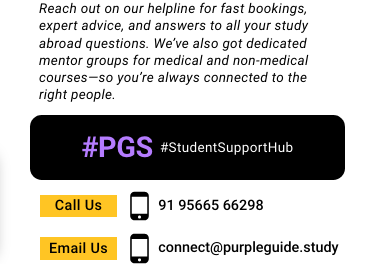 Reach out on our helpline for fast bookings,
expert advice, and answers to all your study
abroad questions. We’ve also got dedicated
mentor groups for medical and non-medical
courses—so you’re always connected to the
right people.
#PGS #StudentSupportHub
Call Us 91 95665 66298
Email Us connect@purpleguide.study